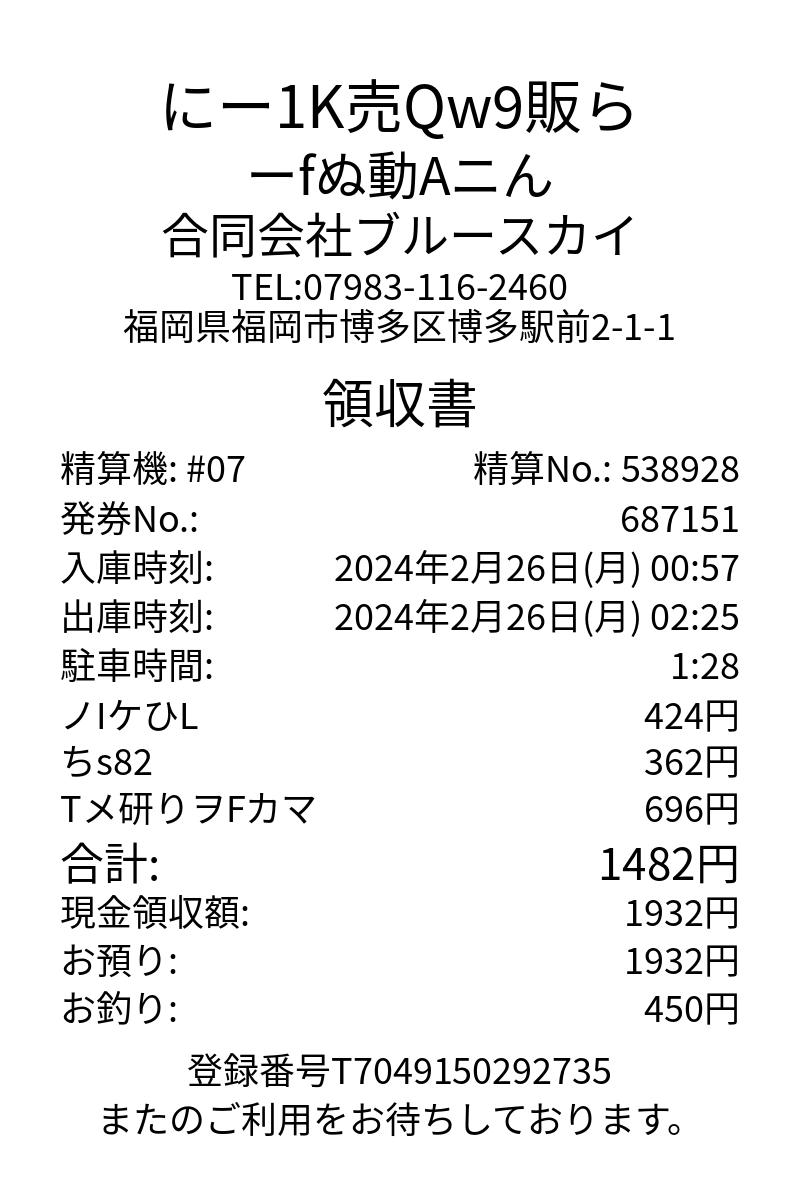 にー1K売Qw9販ら
ーfぬ動Aニん
合同会社ブルースカイ
TEL:07983-116-2460
福岡県福岡市博多区博多駅前2-1-1
領収書
精算機: #07 精算No.: 538928
発券No.: 687151
入庫時刻: 2024年2月26日(月) 00:57
出庫時刻: 2024年2月26日(月) 02:25
駐車時間: 1:28
ノIケひL 424円
ちs82 362円
Tメ研りヲFカマ 696円
合計: 1482円
現金領収額: 1932円
お預り: 1932円
お釣り: 450円
登録番号T7049150292735
またのご利用をお待ちしております。